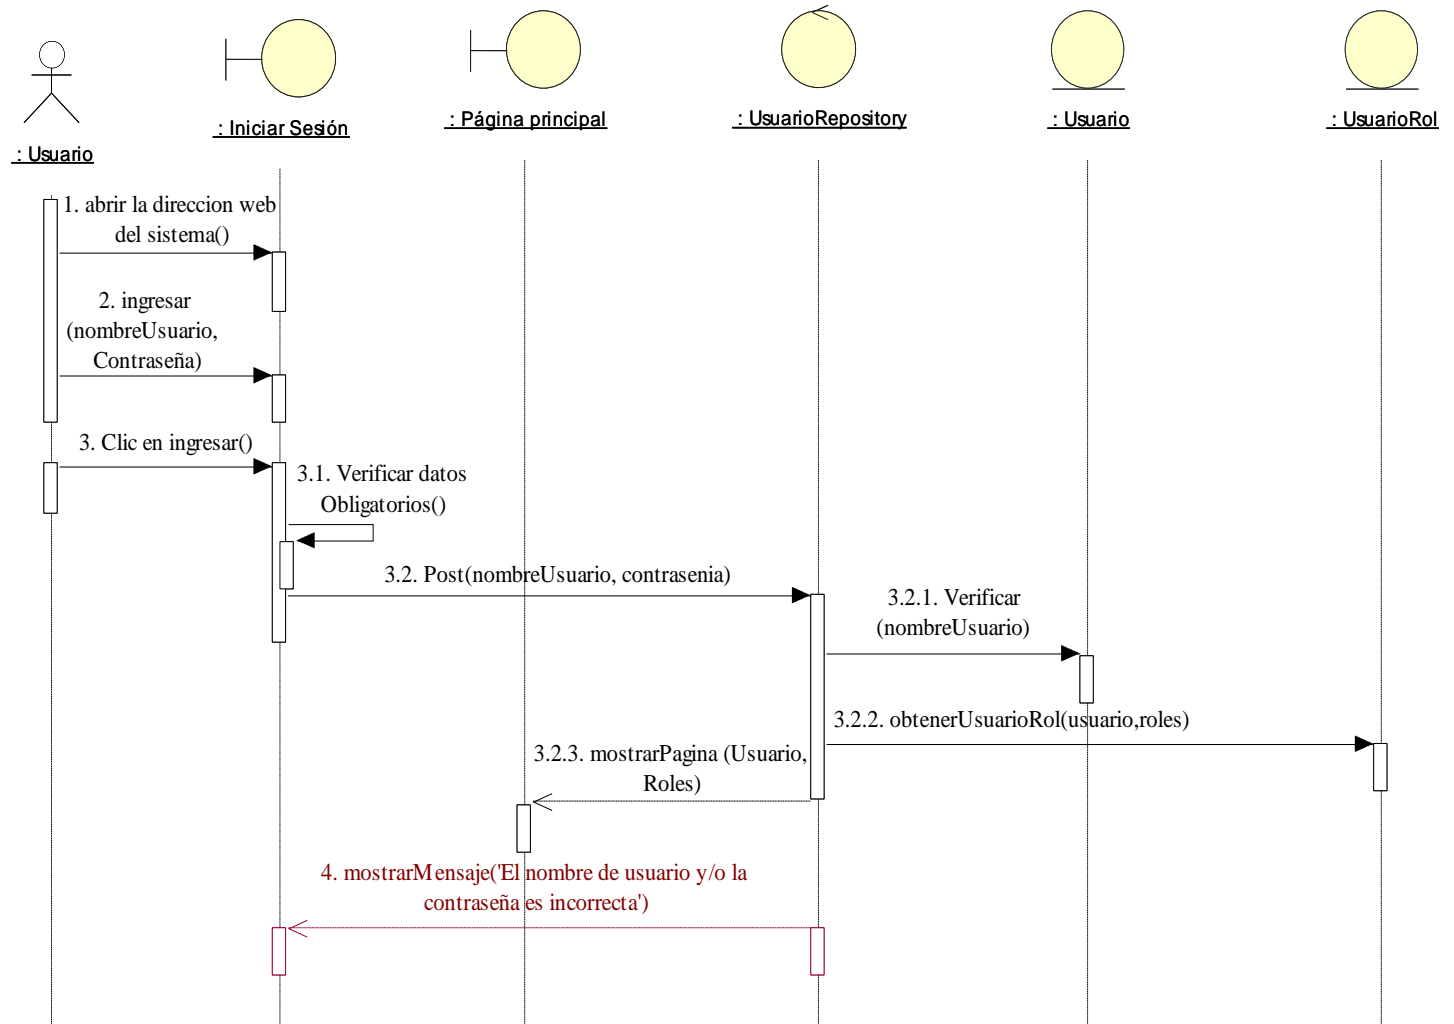 : Usuario
: Iniciar Sesión
: Página principal
: UsuarioRepository
: Usuario
: UsuarioRol
1. abrir la direccion web
del sistema()
2. ingresar
(nombreUsuario,
Contraseña)
3. Clic en ingresar()
3.1. Verificar datos
Obligatorios()
3.2. Post(nombreUsuario, contrasenia)
3.2.1. Verificar
(nombreUsuario)
3.2.2. obtenerUsuarioRol(usuario,roles)
3.2.3. mostrarPagina (Usuario,
Roles)
4. mostrarMensaje('El nombre de usuario y/o la
contraseña es incorrecta')